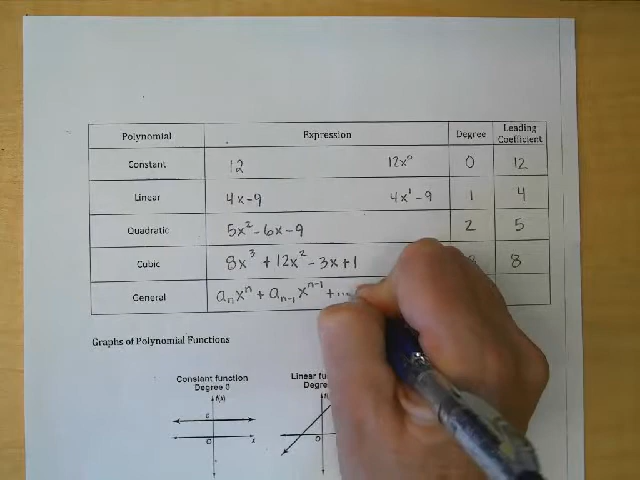 Polynomial Expression Degree Leading Coefficient
Constant 12 12x⁰ 0 12
Linear 4x-9 4x¹-9 1 4
Quadratic 5x²-6x-9 2 5
Cubic 8x³+12x²-3x+1 8
General aₙxⁿ+aₙ₋₁xⁿ⁻¹+...
Graphs of Polynomial Functions
Constant function
Degree 0
f(x)
O
x
Linear
Degree
O